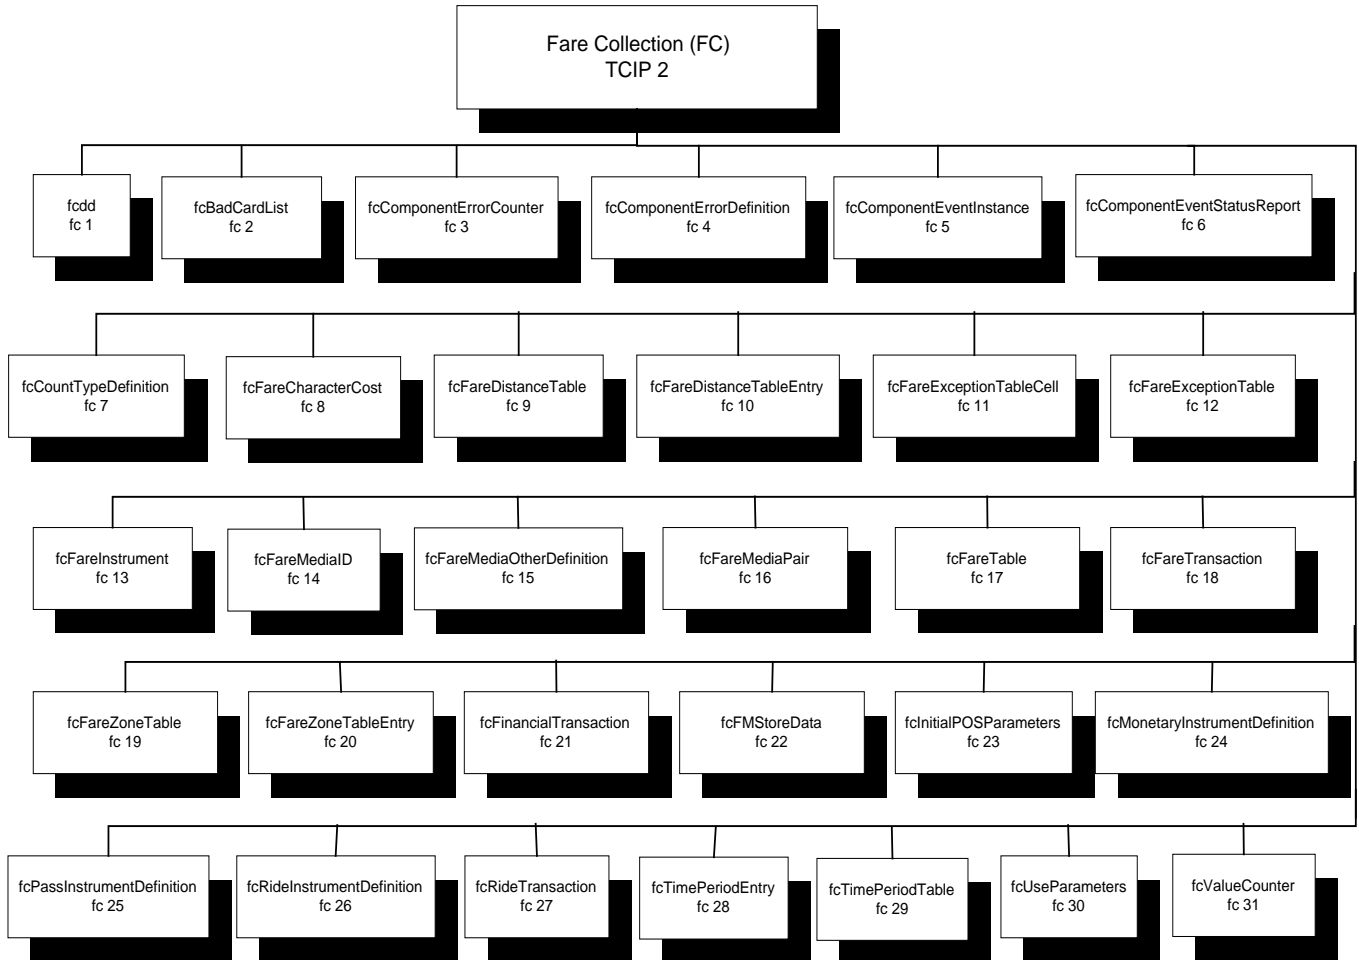 Fare Collection (FC)
TCIP 2
fcdd
fc 1
fcBadCardList
fc 2
fcComponentErrorCounter
fc 3
fcComponentErrorDefinition
fc 4
fcComponentEventInstance
fc 5
fcComponentEventStatusReport
fc 6
fcCountTypeDefinition
fc 7
fcFareCharacterCost
fc 8
fcFareDistanceTable
fc 9
fcFareDistanceTableEntry
fc 10
fcFareExceptionTableCell
fc 11
fcFareExceptionTable
fc 12
fcFareInstrument
fc 13
fcFareMediaID
fc 14
fcFareMediaOtherDefinition
fc 15
fcFareMediaPair
fc 16
fcFareTable
fc 17
fcFareTransaction
fc 18
fcFareZoneTable
fc 19
fcFareZoneTableEntry
fc 20
fcFinancialTransaction
fc 21
fcFMStoreData
fc 22
fcInitialPOSParameters
fc 23
fcMonetaryInstrumentDefinition
fc 24
fcPassInstrumentDefinition
fc 25
fcRideInstrumentDefinition
fc 26
fcRideTransaction
fc 27
fcTimePeriodEntry
fc 28
fcTimePeriodTable
fc 29
fcUseParameters
fc 30
fcValueCounter
fc 31